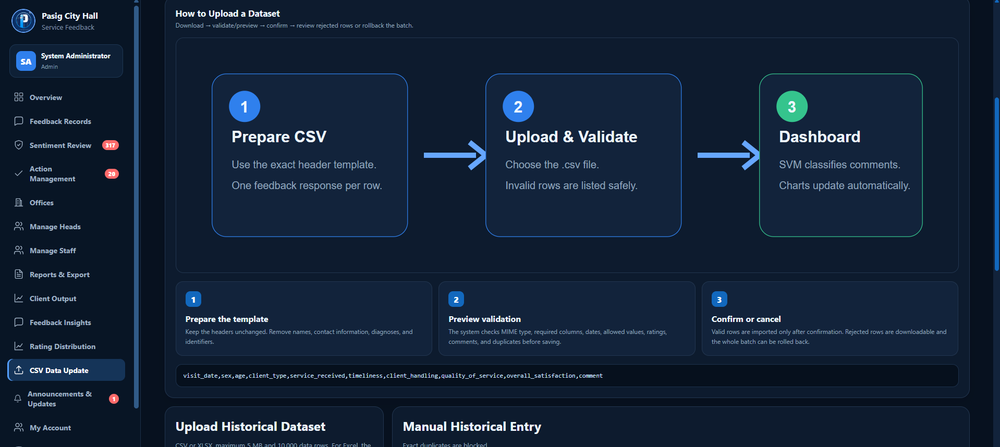 Pasig City Hall
Service Feedback
SA
System Administrator
Admin
Overview
Feedback Records
Sentiment Review 317
Action
Management
20
Offices
Manage Heads
Manage Staff
Reports & Export
Client Output
Feedback Insights
Rating Distribution
CSV Data Update
Announcements &
Updates
1
My Account
How to Upload a Dataset
Download → validate/preview → confirm → review rejected rows or rollback the batch.
1
Prepare CSV
Use the exact header template.
One feedback response per row.
2
Upload & Validate
Choose the .csv file.
Invalid rows are listed safely.
3
Dashboard
SVM classifies comments.
Charts update automatically.
1
Prepare the template
Keep the headers unchanged. Remove names, contact information, diagnoses, and
identifiers.
2
Preview validation
The system checks MIME type, required columns, dates, allowed values, ratings,
comments, and duplicates before saving.
3
Confirm or cancel
Valid rows are imported only after confirmation. Rejected rows are downloadable and
the whole batch can be rolled back.
visit_date,sex,age,client_type,service_received,timeliness,client_handling,quality_of_service,overall_satisfaction,comment
Upload Historical Dataset
CSV or XLSX, maximum 5 MB and 10,000 data rows. For Excel, the
Manual Historical Entry
Exact duplicates are blocked.